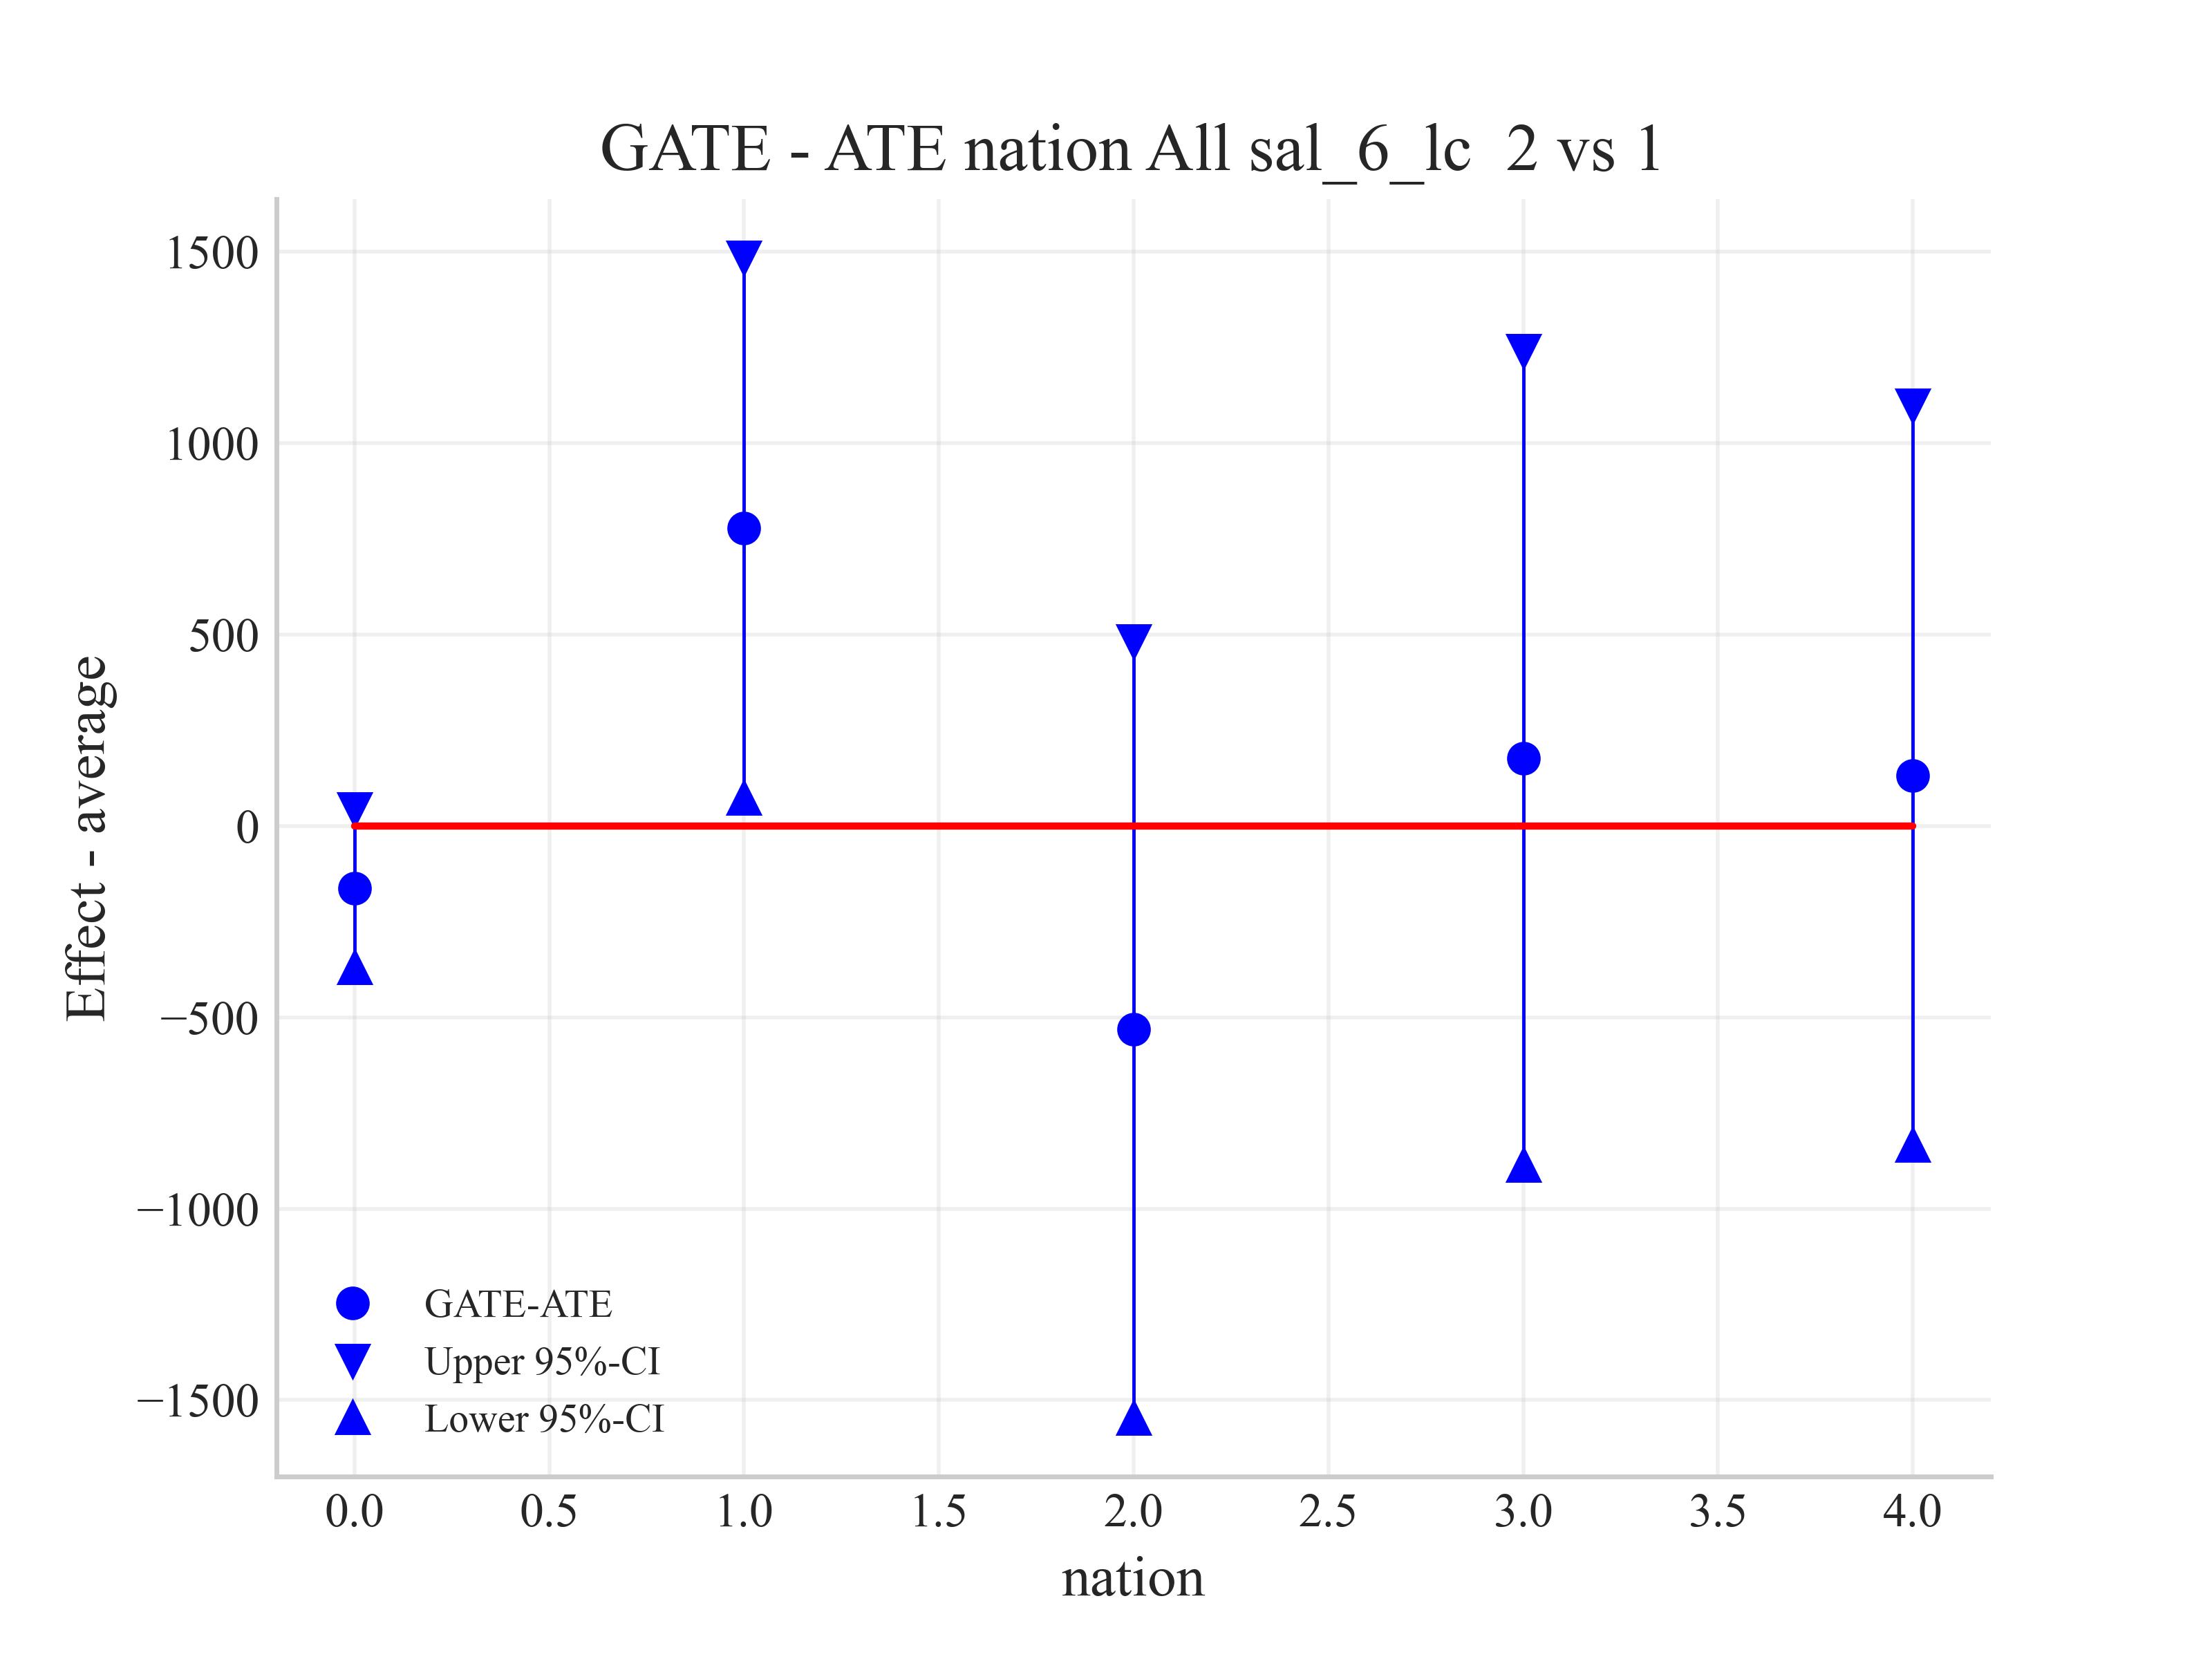 GATE - ATE nation All sal_6_lc  2 vs 1
Effect - average
1500
1000
500
0
−500
−1000
−1500
GATE-ATE
Upper 95%-CI
Lower 95%-CI
0.0 0.5 1.0 1.5 2.0 2.5 3.0 3.5 4.0
nation